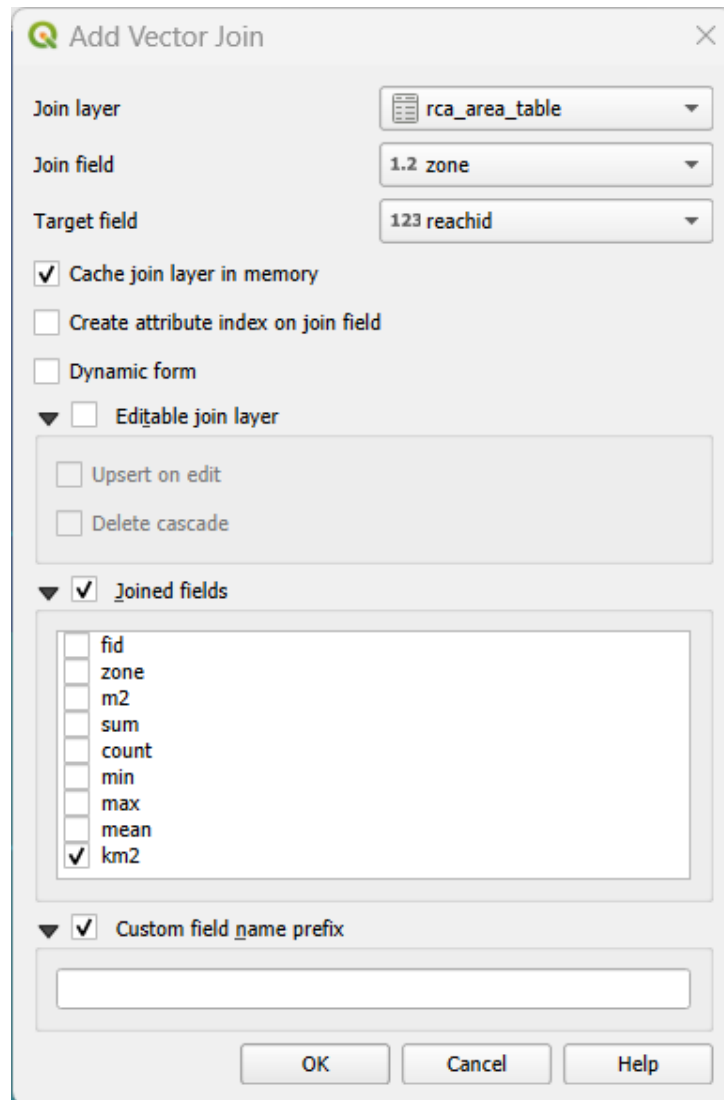 Add Vector Join
Join layer rca_area_table
Join field 1.2 zone
Target field 123 reachid
Cache join layer in memory
Create attribute index on join field
Dynamic form
Editable join layer
Upsert on edit
Delete cascade
Joined fields
fid
zone
m2
sum
count
min
max
mean
km2
Custom field name prefix
OK Cancel Help